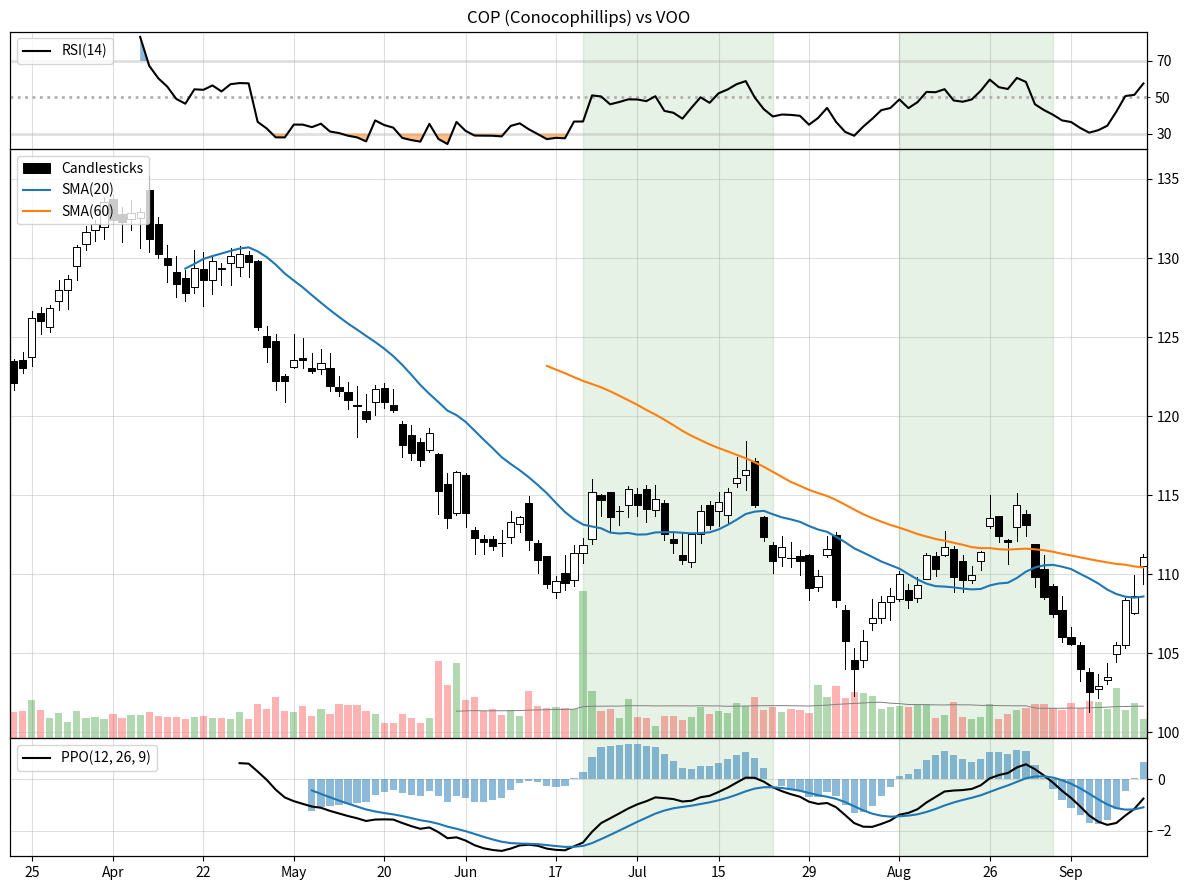 COP (Conocophillips) vs VOO
RSI(14)
70
50
30
Candlesticks
SMA(20)
SMA(60)
135
130
125
120
115
110
105
100
PPO(12, 26, 9)
0
−2
25 Apr 22 May 20 Jun 17 Jul 15 29 Aug 26 Sep